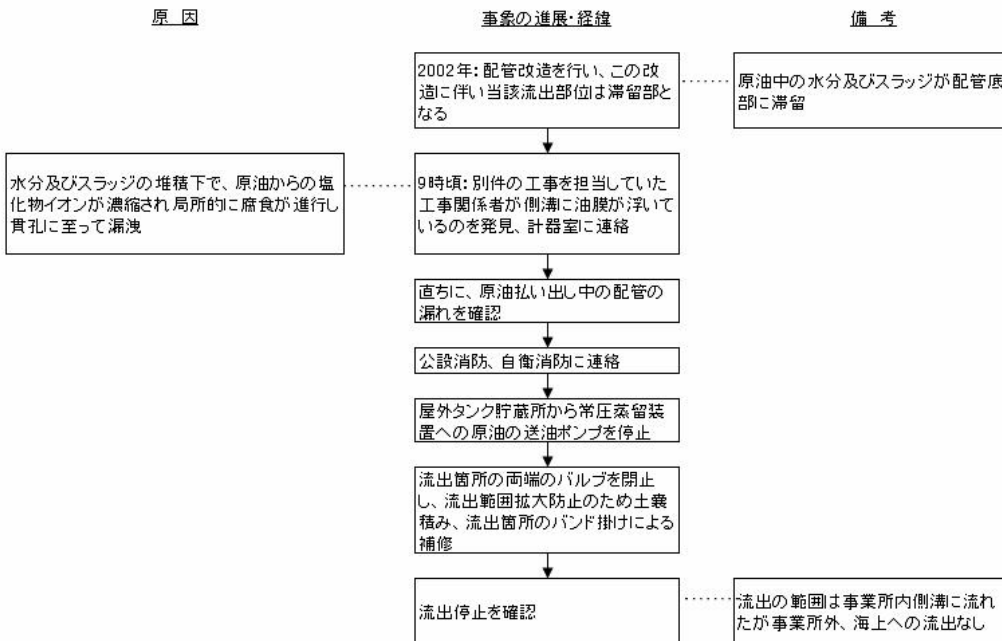 原 因
事象の進展・経緯
備 考
2002年：配管改造を行い、この改
造に伴い当該流出部位は滞留部と
なる
原油中の水分及びスラッジが配管底
部に滞留
水分及びスラッジの堆積下で、原油からの塩
化物イオンが濃縮され局所的に腐食が進行し
貫孔に至って漏洩
9時頃：別件の工事を担当していた
工事関係者が側溝に油膜が浮いて
いるのを発見、計器室に連絡
直ちに、原油払い出し中の配管の
漏れを確認
公設消防、自衛消防に連絡
屋外タンク貯蔵所から常圧蒸留装
置への原油の送油ポンプを停止
流出箇所の両端のバルブを閉止
し、流出範囲拡大防止のため土嚢
積み、流出箇所のバンド掛けによる
補修
流出停止を確認
流出の範囲は事業所内側溝に流れ
たが事業所外、海上への流出なし